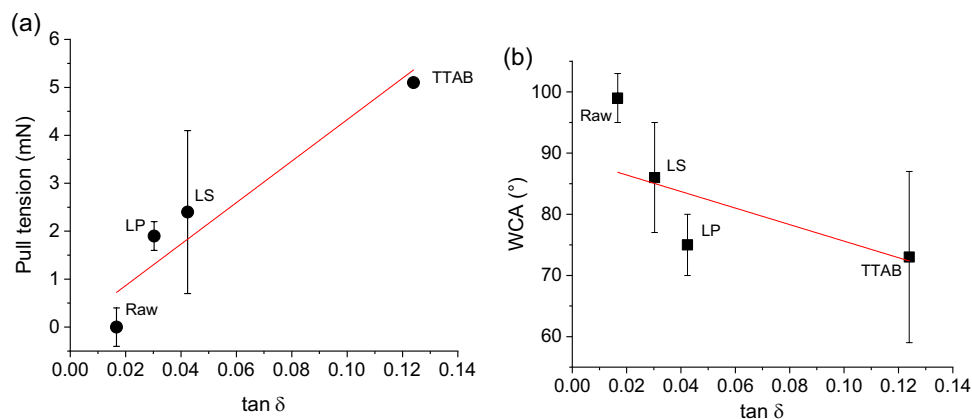 (a)
Pull tension (mN)
6
5
4
3
2
1
0
TTAB
LS
LP
Raw
0.00 0.02 0.04 0.06 0.08 0.10 0.12 0.14
tan δ
(b)
WCA (°)
100
90
80
70
60
Raw
LS
LP
TTAB
0.00 0.02 0.04 0.06 0.08 0.10 0.12 0.14
tan δ